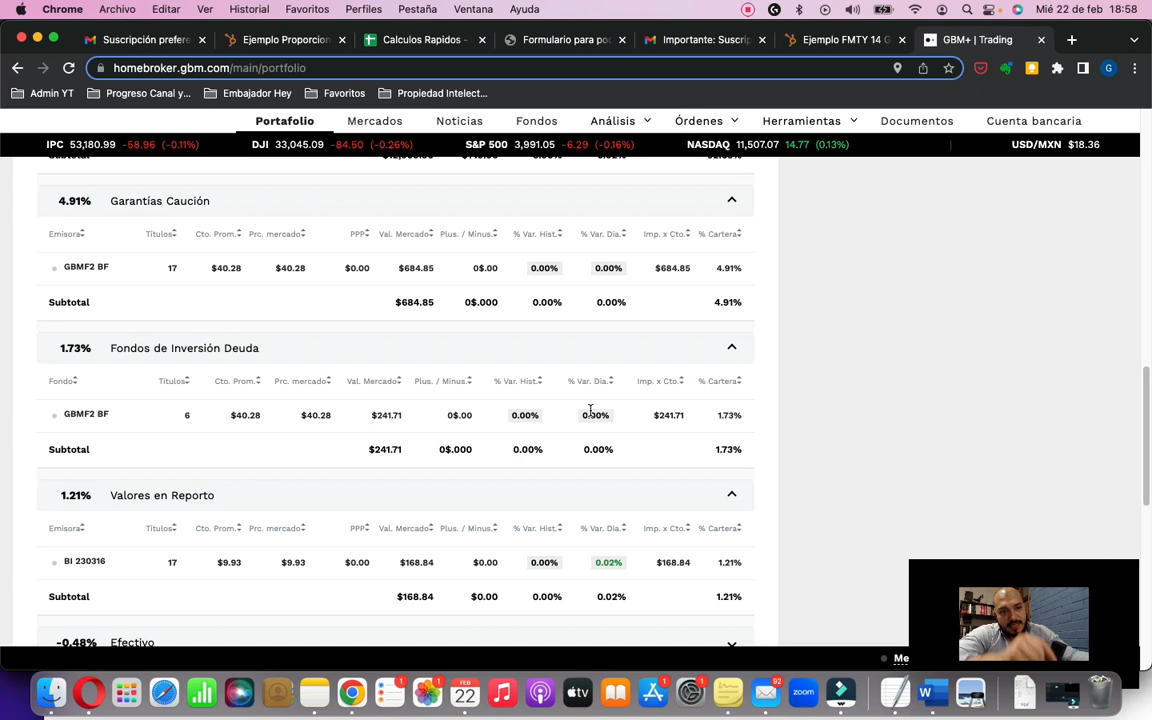 Chrome Archivo Editar Ver Historial Favoritos Perfiles Pestaña Ventana Ayuda Mié 22 de feb 18:58
Suscripción prefere Ejemplo Proporcion Calculos Rapidos - Formulario para po Importante: Suscrip Ejemplo FMTY 14 G GBM+ | Trading
homebroker.gbm.com/main/portfolio G
Admin YT Progreso Canal y... Embajador Hey Favoritos Propiedad Intelect...
Portafolio Mercados Noticias Fondos Análisis Órdenes Herramientas Documentos Cuenta bancaria
IPC 53,180.99 -58.96 (-0.11%) DJI 33,045.09 -84.50 (-0.26%) S&P 500 3,991.05 -6.29 (-0.16%) NASDAQ 11,507.07 14.77 (0.13%) USD/MXN $18.36
4.91% Garantías Caución
Emisora Títulos Cto. Prom. Prc. mercado PPP Val. Mercado Plus. / Minus. % Var. Hist. % Var. Dia. Imp. x Cto. % Cartera
GBMF2 BF 17 $40.28 $40.28 $0.00 $684.85 0$.00 0.00% 0.00% $684.85 4.91%
Subtotal $684.85 0$.000 0.00% 0.00% 4.91%
1.73% Fondos de Inversión Deuda
Fondo Títulos Cto. Prom. Prc. mercado Val. Mercado Plus. / Minus. % Var. Hist. % Var. Dia. Imp. x Cto. % Cartera
GBMF2 BF 6 $40.28 $40.28 $241.71 0$.00 0.00% 0.00% $241.71 1.73%
Subtotal $241.71 0$.000 0.00% 0.00% 1.73%
1.21% Valores en Reporto
Emisora Títulos Cto. Prom. Prc. mercado PPP Val. Mercado Plus. / Minus. % Var. Hist. % Var. Dia. Imp. x Cto. % Cartera
BI 230316 17 $9.93 $9.93 $0.00 $168.84 $0.00 0.00% 0.02% $168.84 1.21%
Subtotal $168.84 $0.00 0.00% 0.02% 1.21%
-0.48% Efectivo
Me
FEB 22 tv 1 1 1 1 92 zoom W